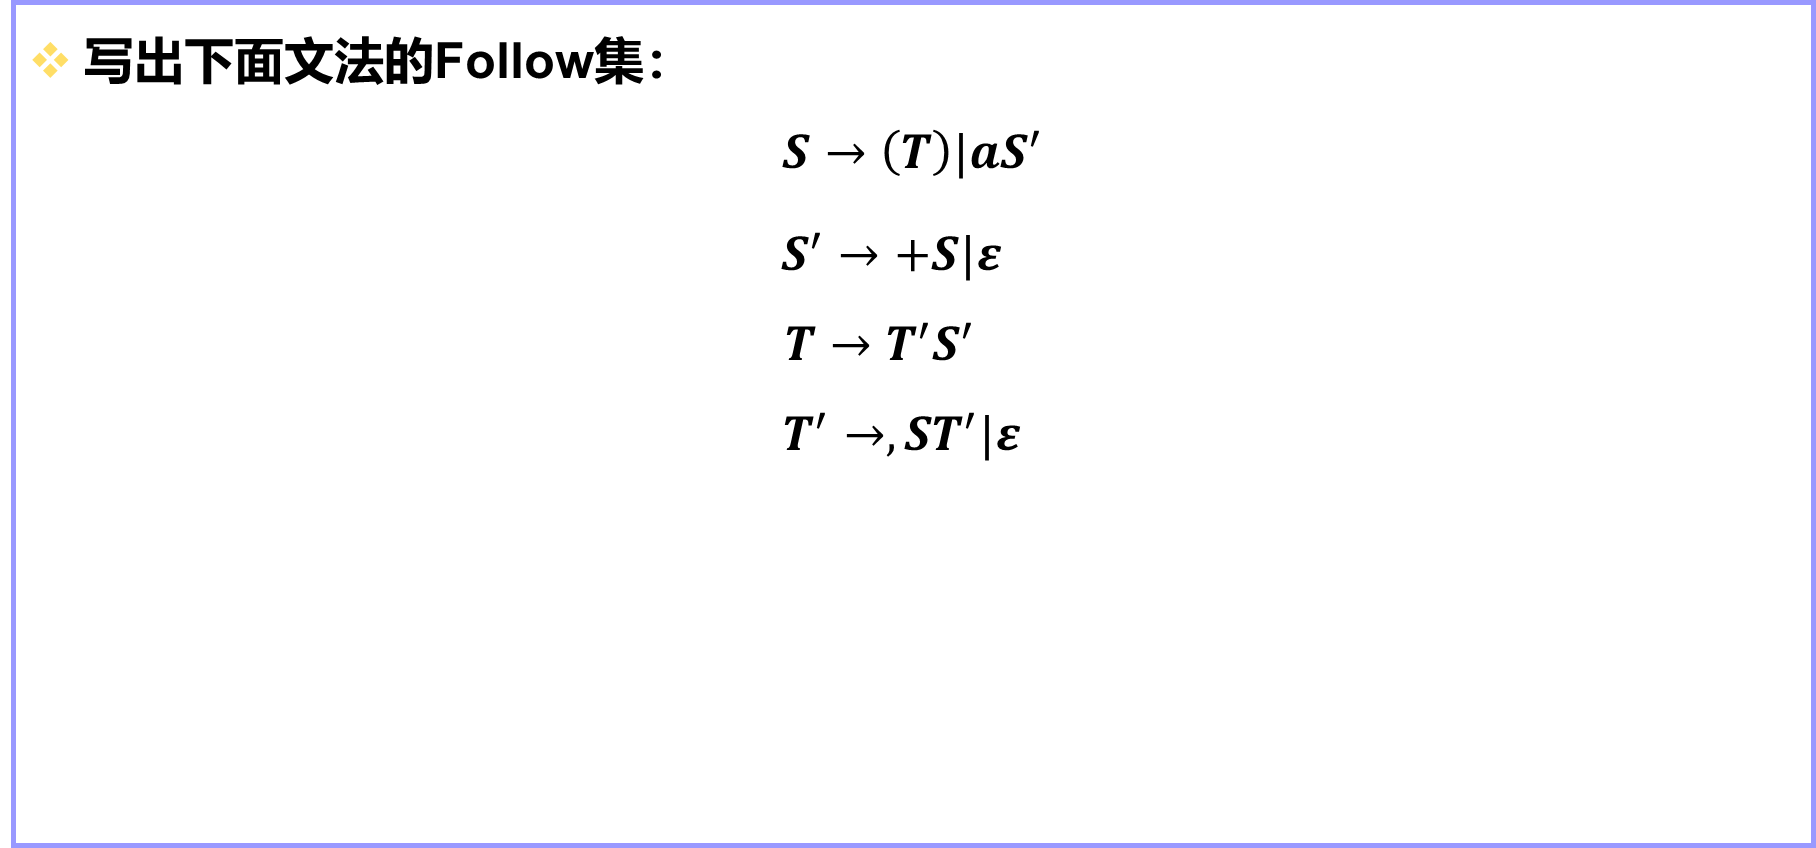 写出下面文法的Follow集：
S → (T)|aS′
S′ → +S|ε
T → T′S′
T′ →, ST′|ε